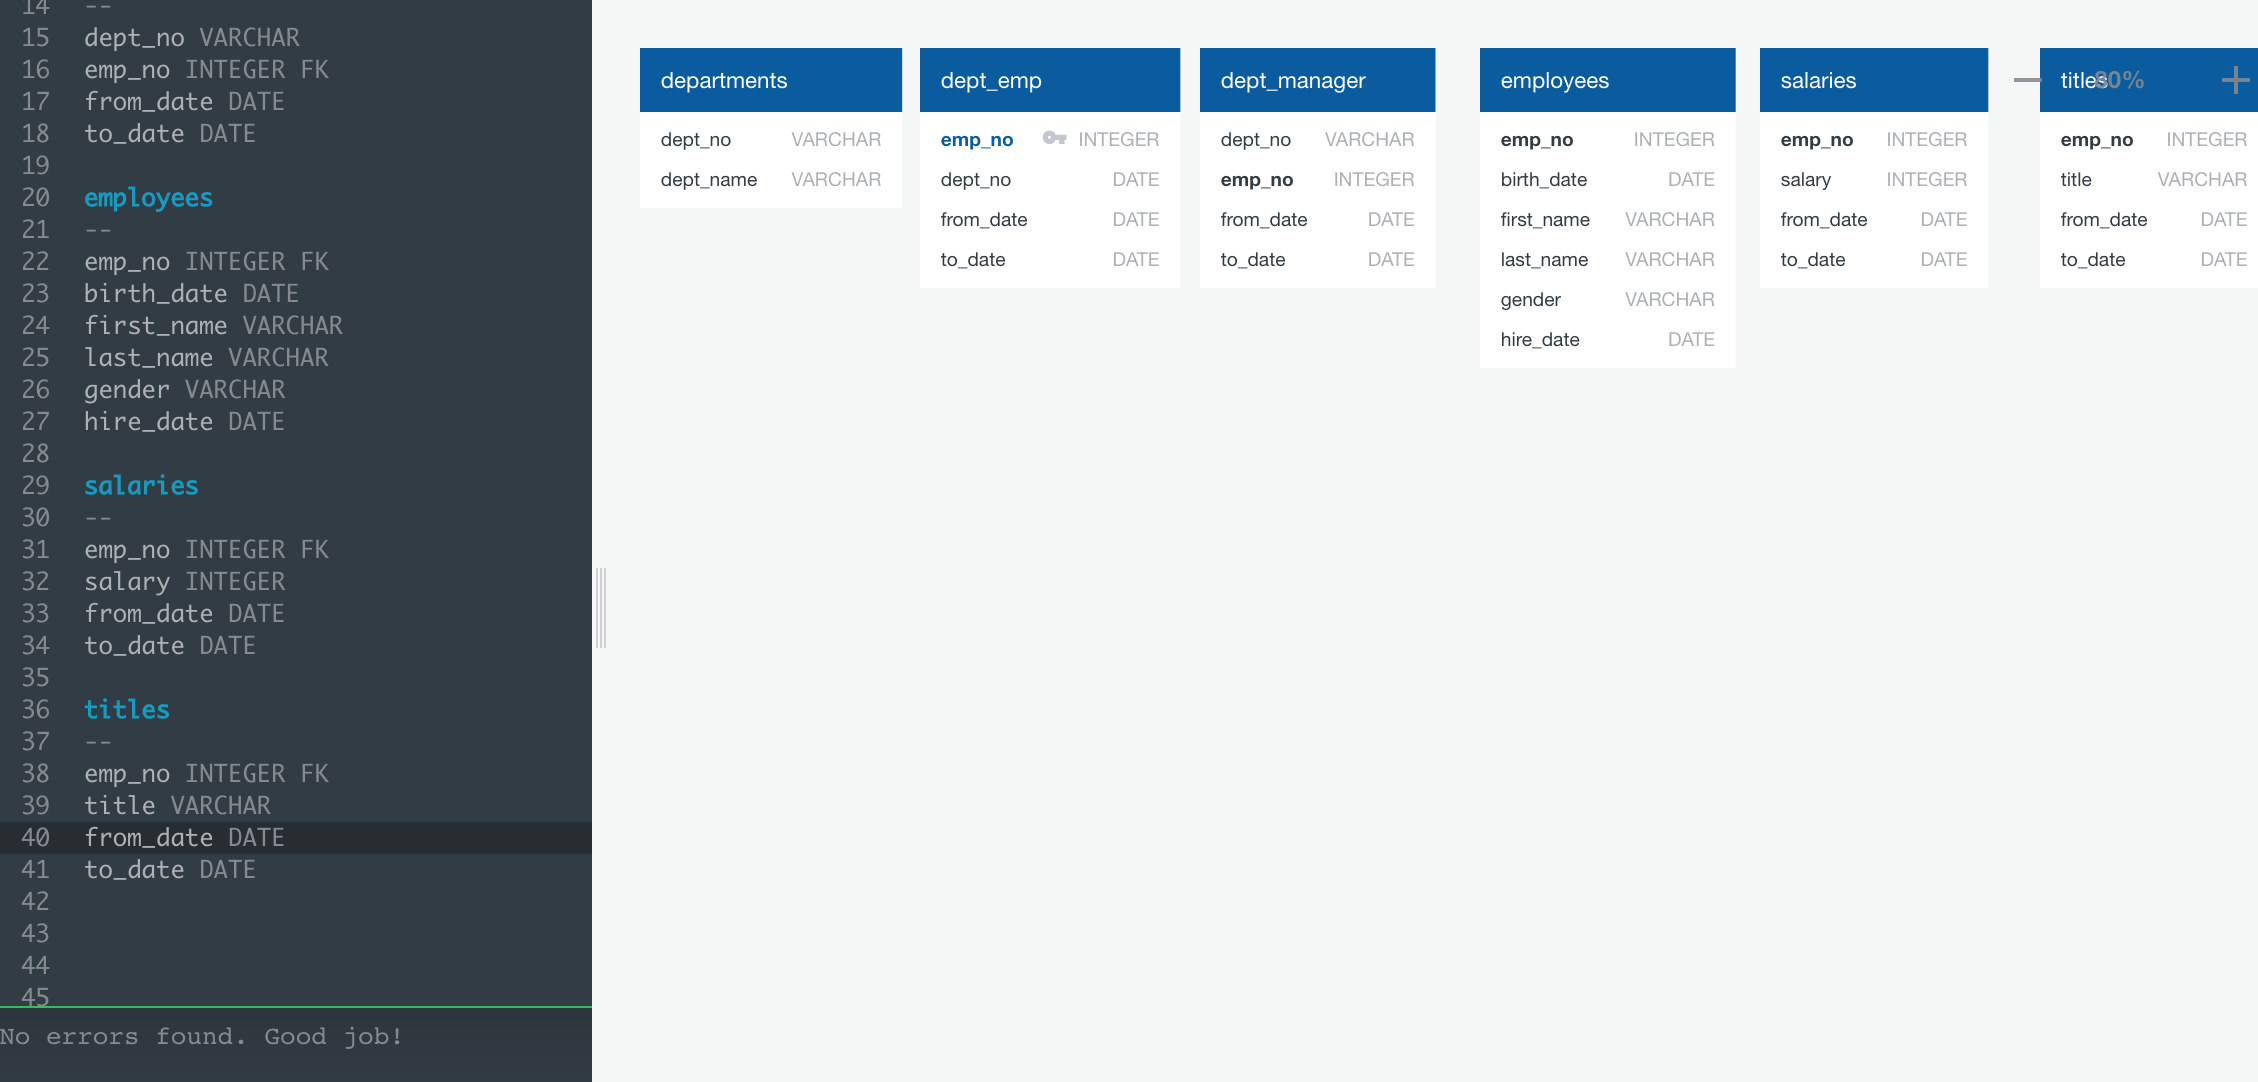 14 --
15 dept_no VARCHAR
16 emp_no INTEGER FK
17 from_date DATE
18 to_date DATE
19
20 employees
21 --
22 emp_no INTEGER FK
23 birth_date DATE
24 first_name VARCHAR
25 last_name VARCHAR
26 gender VARCHAR
27 hire_date DATE
28
29 salaries
30 --
31 emp_no INTEGER FK
32 salary INTEGER
33 from_date DATE
34 to_date DATE
35
36 titles
37 --
38 emp_no INTEGER FK
39 title VARCHAR
40 from_date DATE
41 to_date DATE
42
43
44
45
No errors found. Good job!
departments
dept_no VARCHAR
dept_name VARCHAR
dept_emp
emp_no INTEGER
dept_no DATE
from_date DATE
to_date DATE
dept_manager
dept_no VARCHAR
emp_no INTEGER
from_date DATE
to_date DATE
employees
emp_no INTEGER
birth_date DATE
first_name VARCHAR
last_name VARCHAR
gender VARCHAR
hire_date DATE
salaries
emp_no INTEGER
salary INTEGER
from_date DATE
to_date DATE
titles
80%
emp_no INTEGER
title VARCHAR
from_date DATE
to_date DATE